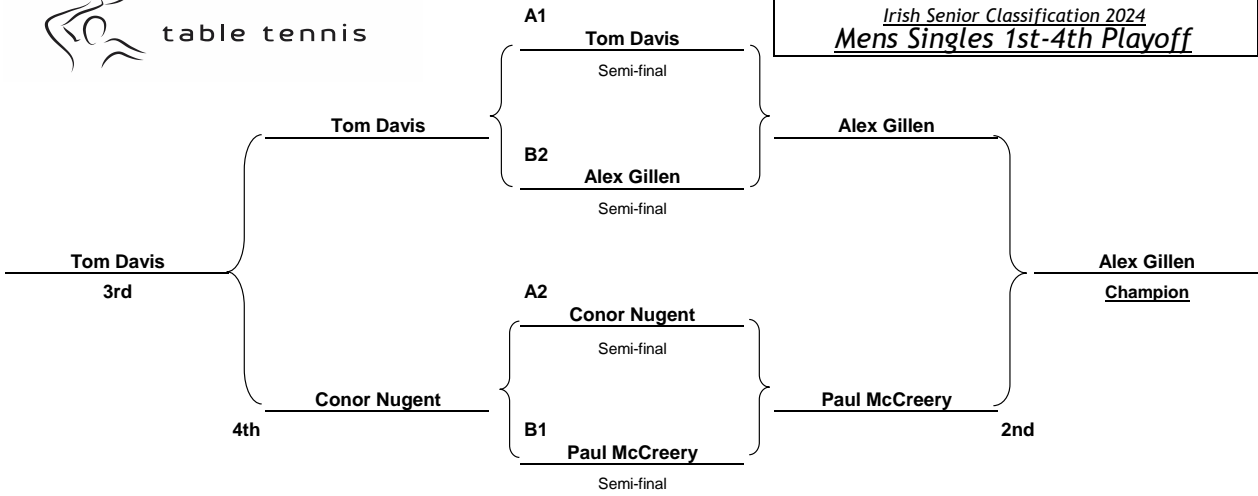 table tennis
Irish Senior Classification 2024
Mens Singles 1st-4th Playoff
A1
Tom Davis
Semi-final
Tom Davis
Alex Gillen
B2
Alex Gillen
Semi-final
Tom Davis
3rd
Alex Gillen
Champion
A2
Conor Nugent
Semi-final
Conor Nugent
4th
Paul McCreery
2nd
B1
Paul McCreery
Semi-final